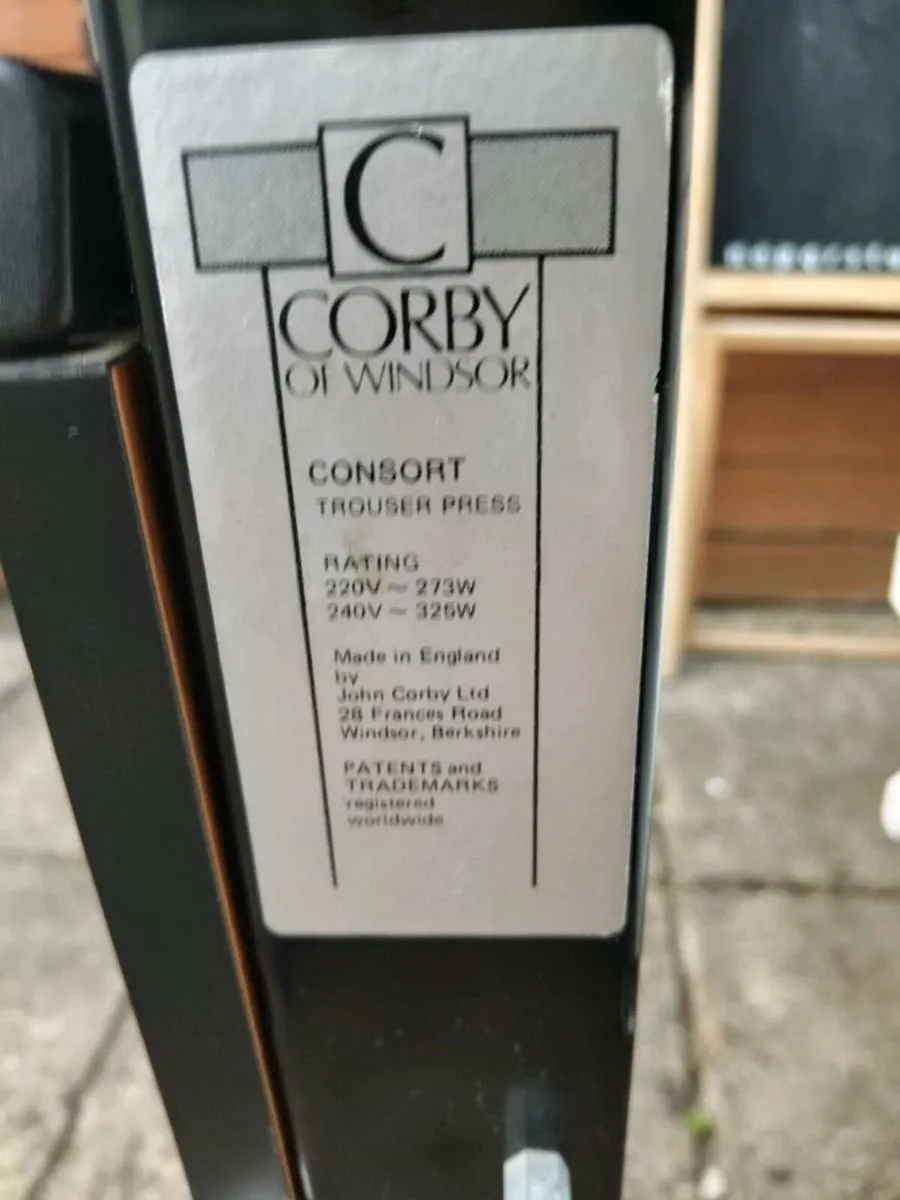 C
CORBY
OF WINDSOR
CONSORT
TROUSER PRESS
RATING
220V ~ 273W
240V ~ 325W
Made in England
by
John Corby Ltd
28 Frances Road
Windsor, Berkshire
PATENTS and
TRADEMARKS
registered
worldwide